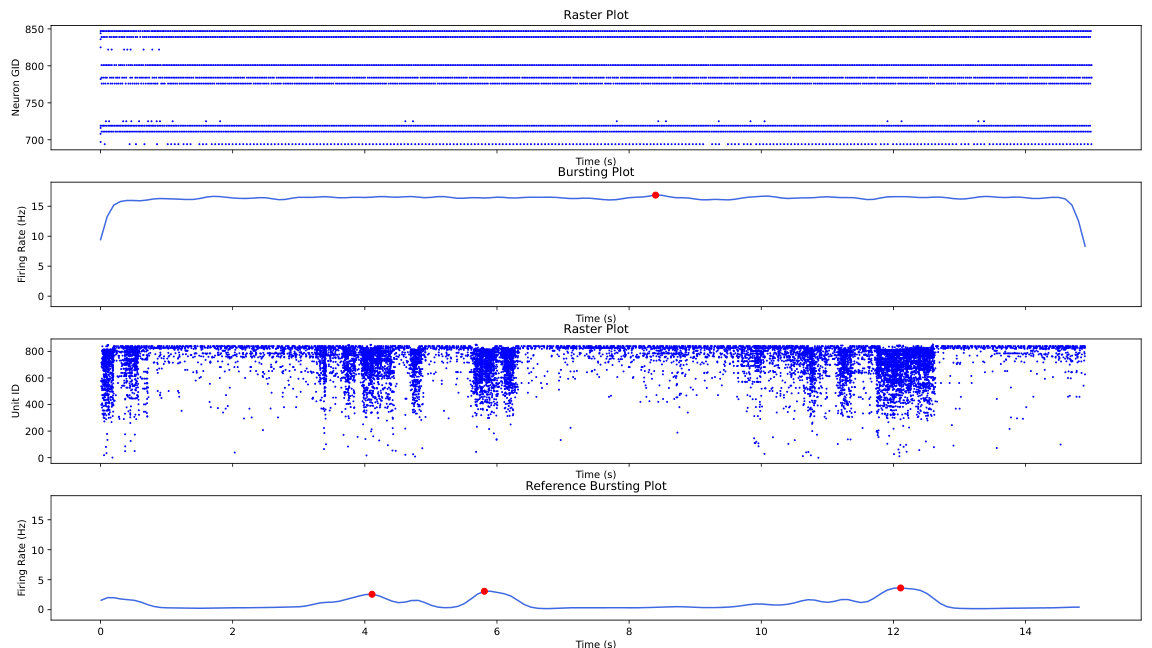 Raster Plot
850
800
750
700
Neuron GID
Time (s)
Bursting Plot
15
10
5
0
Firing Rate (Hz)
Time (s)
Raster Plot
800
600
400
200
0
Unit ID
Time (s)
Reference Bursting Plot
15
10
5
0
Firing Rate (Hz)
0 2 4 6 8 10 12 14
Time (s)